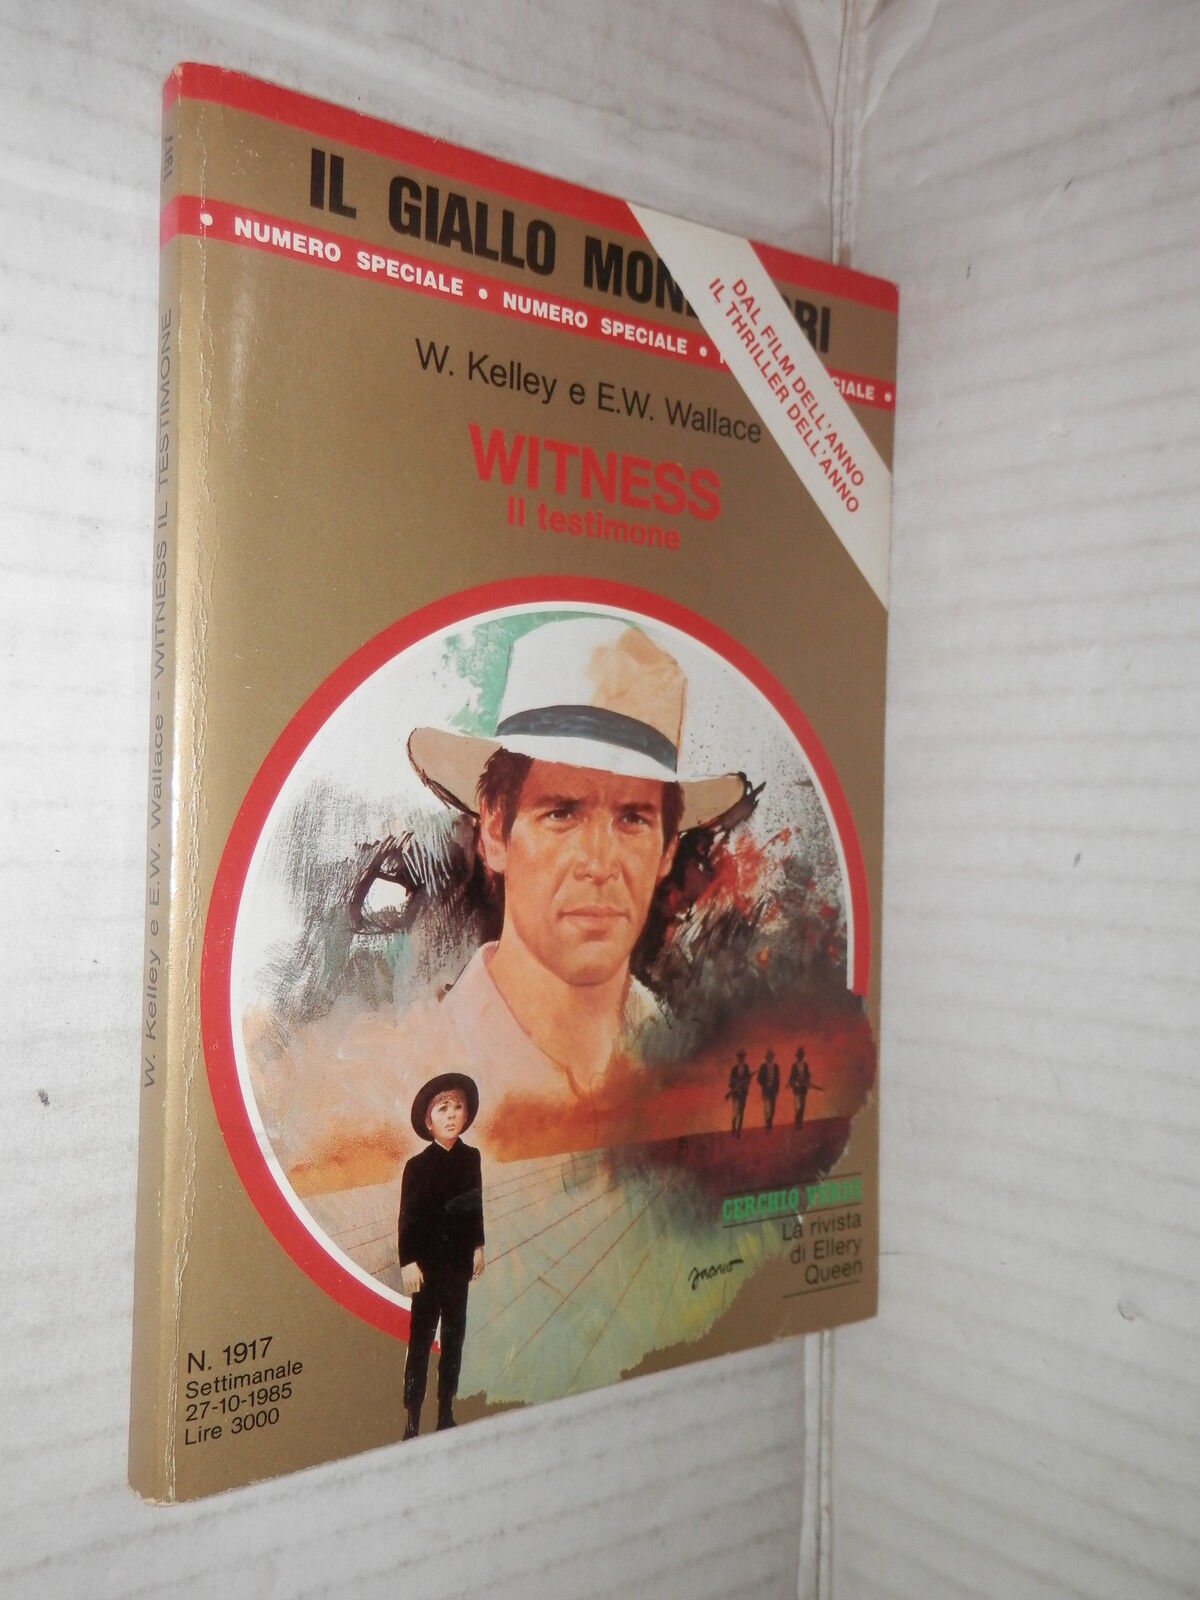 IL GIALLO MONDADORI
• NUMERO SPECIALE • NUMERO SPECIALE •
DAL FILM DELL'ANNO
IL THRILLER DELL'ANNO
W. Kelley e E.W. Wallace
WITNESS
Il testimone
CERCHIO VERDE
La rivista
di Ellery
Queen
N. 1917
Settimanale
27-10-1985
Lire 3000
1917
W. Kelley e E.W. Wallace - WITNESS IL TESTIMONE